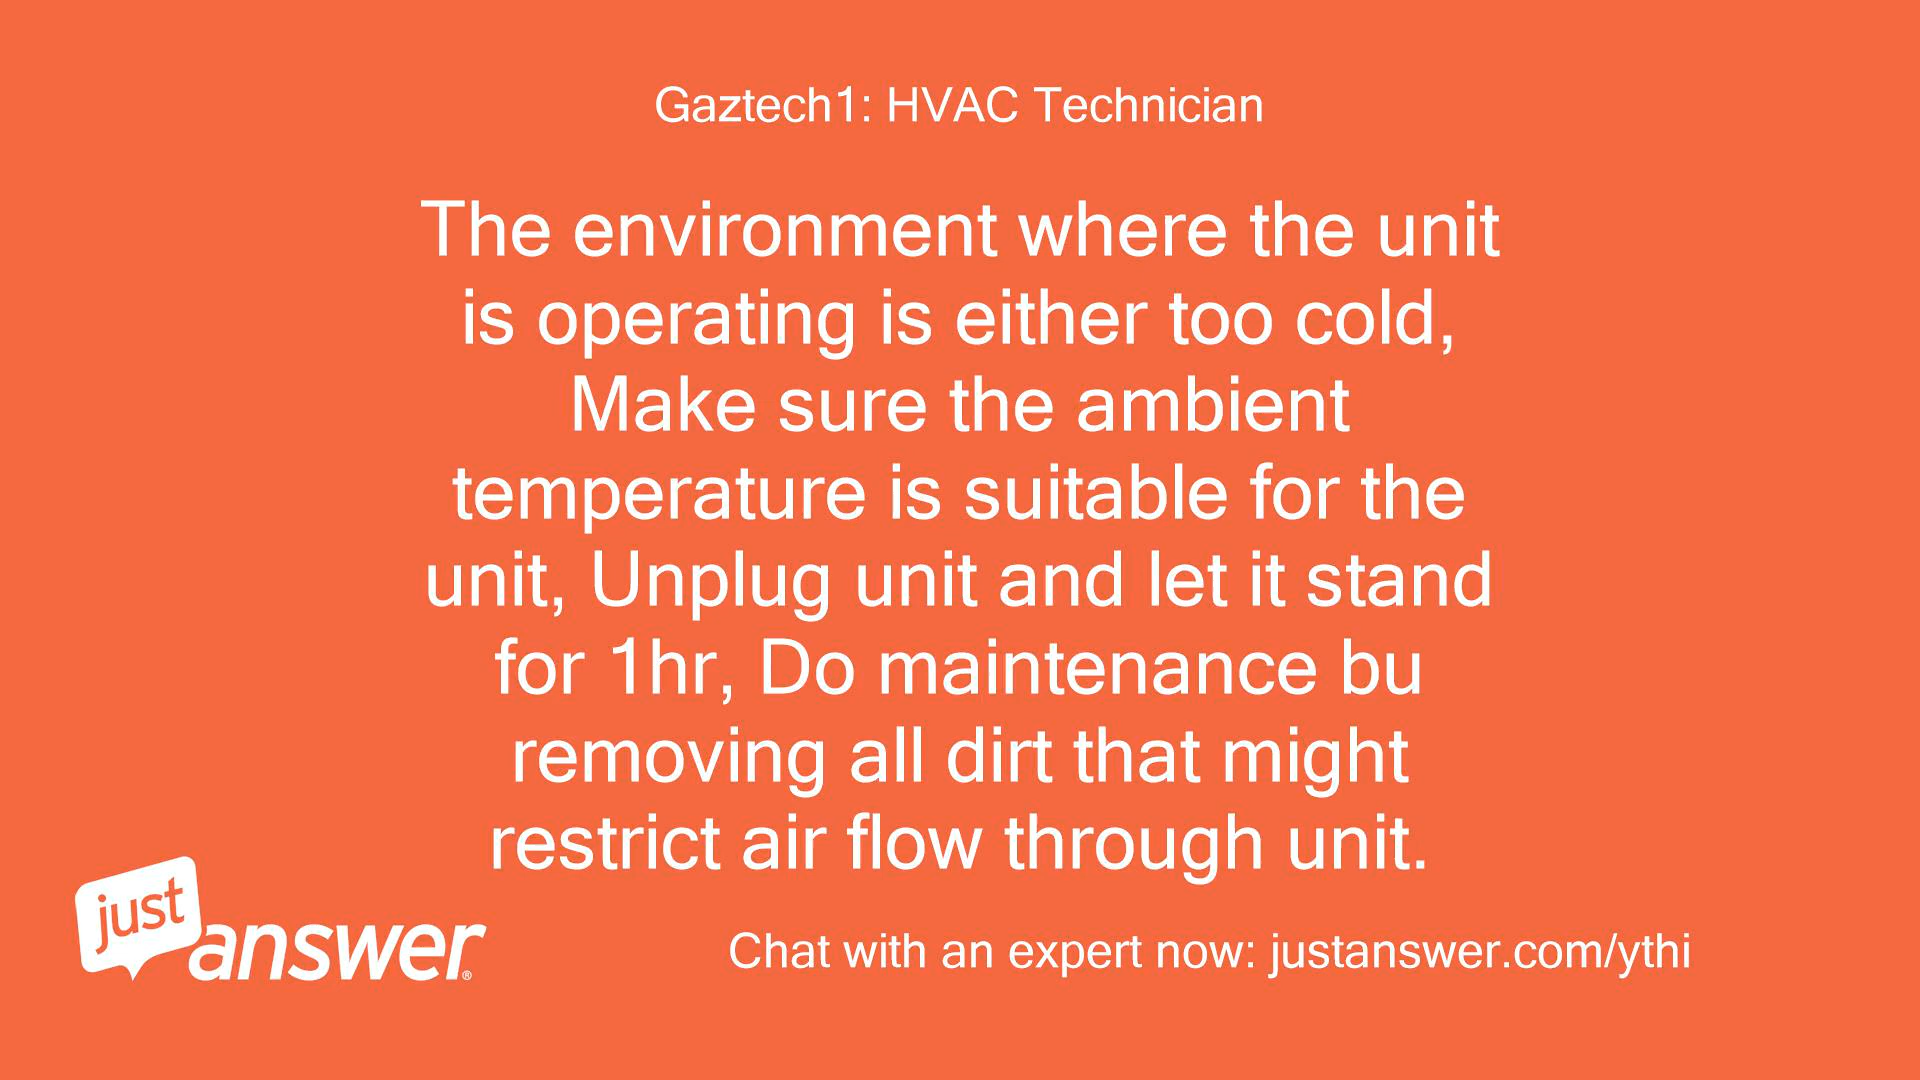 Gaztech1: HVAC Technician
The environment where the unit
is operating is either too cold,
Make sure the ambient
temperature is suitable for the
unit, Unplug unit and let it stand
for 1hr, Do maintenance bu
removing all dirt that might
restrict air flow through unit.
just
answer®
Chat with an expert now: justanswer.com/ythi